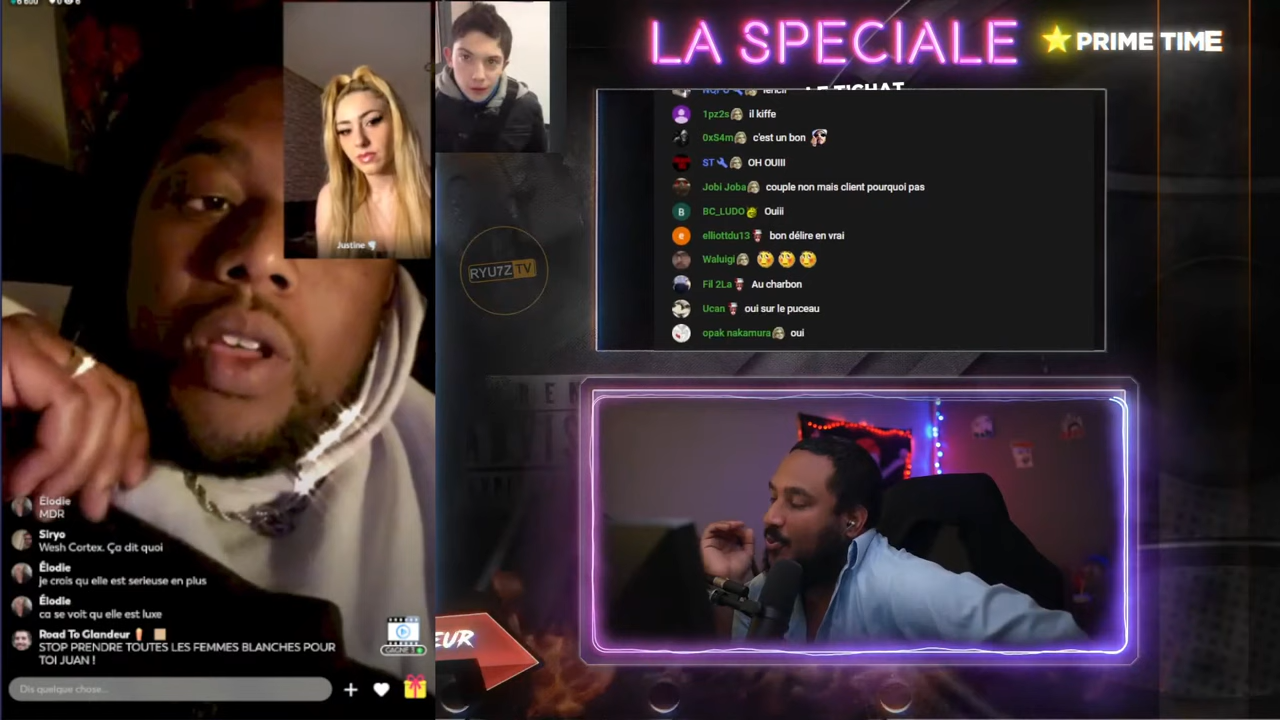 Justine
Élodie
MDR
Siryo
Wesh Cortex. Ça dit quoi
Élodie
je crois qu elle est serieuse en plus
Élodie
ca se voit qu elle est luxe
Road To Glandeur
STOP PRENDRE TOUTES LES FEMMES BLANCHES POUR
TOI JUAN !
Dis quelque chose...
GAGNE
RYU7Z TV
EUR
LA SPECIALE
PRIME TIME
1pz2s il kiffe
0xS4m c'est un bon
ST OH OUIII
Jobi Joba couple non mais client pourquoi pas
B BC_LUDO Ouiii
e elliottdu13 bon délire en vrai
Waluigi
Fil 2La Au charbon
Ucan oui sur le puceau
opak nakamura oui